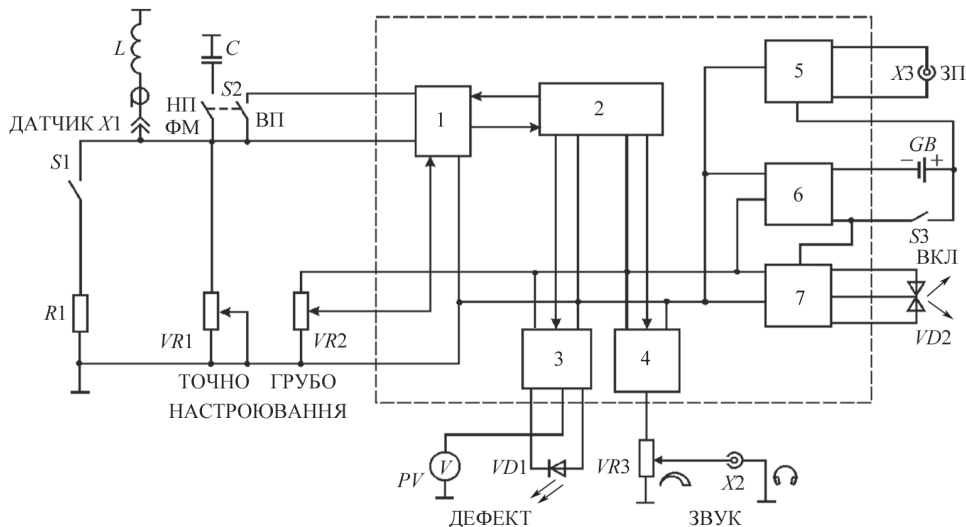 L
C
S2
НП
ФМ
ВП
ДАТЧИК X1
S1
R1
VR1
VR2
ТОЧНО ГРУБО
НАСТРОЮВАННЯ
1
2
3
4
5
6
7
X3 ЗП
GB
− +
S3
ВКЛ
VD2
V
PV
VD1
ДЕФЕКТ
VR3
X2
ЗВУК